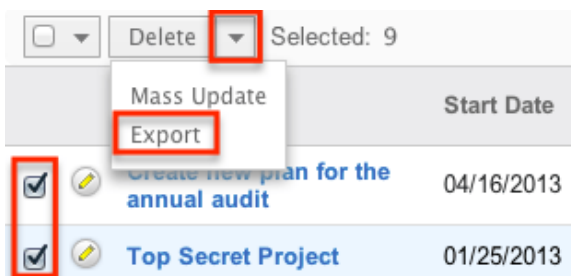 Delete Selected: 9
Mass Update
Export
Start Date
Create new plan for the
annual audit
04/16/2013
Top Secret Project 01/25/2013